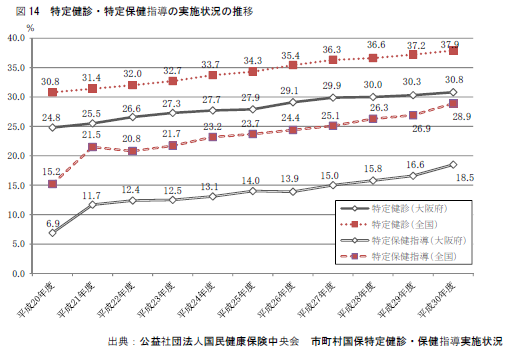 図 14　特定健診・特定保健指導の実施状況の推移
%
40.0
35.0
30.0
25.0
20.0
15.0
10.0
5.0
0.0
30.8 31.4 32.0 32.7 33.7 34.3 35.4 36.3 36.6 37.2 37.9
24.8 25.5 26.6 27.3 27.7 27.9 29.1 29.9 30.0 30.3 30.8
15.2 21.5 20.8 21.7 23.2 23.7 24.4 25.1 26.3 26.9 28.9
6.9 11.7 12.4 12.5 13.1 14.0 13.9 15.0 15.8 16.6 18.5
特定健診(大阪府)
特定健診(全国)
特定保健指導(大阪府)
特定保健指導(全国)
平成20年度 平成21年度 平成22年度 平成23年度 平成24年度 平成25年度 平成26年度 平成27年度 平成28年度 平成29年度 平成30年度
出典：公益社団法人国民健康保険中央会　市町村国保特定健診・保健指導実施状況